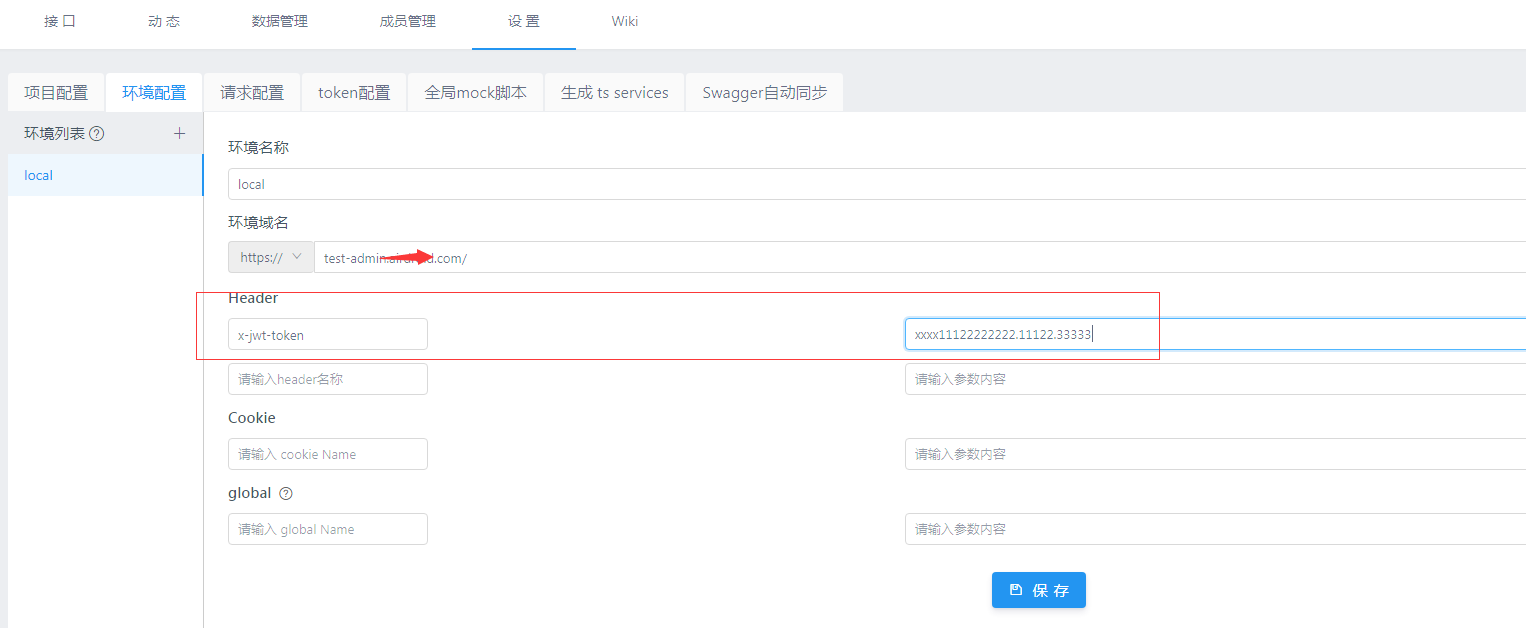 接 口 动 态 数据管理 成员管理 设 置 Wiki
项目配置 环境配置 请求配置 token配置 全局mock脚本 生成 ts services Swagger自动同步
环境列表
local
环境名称
local
环境域名
https:// test-admin
Header
x-jwt-token xxxx11122222222.11122.33333
请输入header名称 请输入参数内容
Cookie
请输入 cookie Name 请输入参数内容
global
请输入 global Name 请输入参数内容
保 存